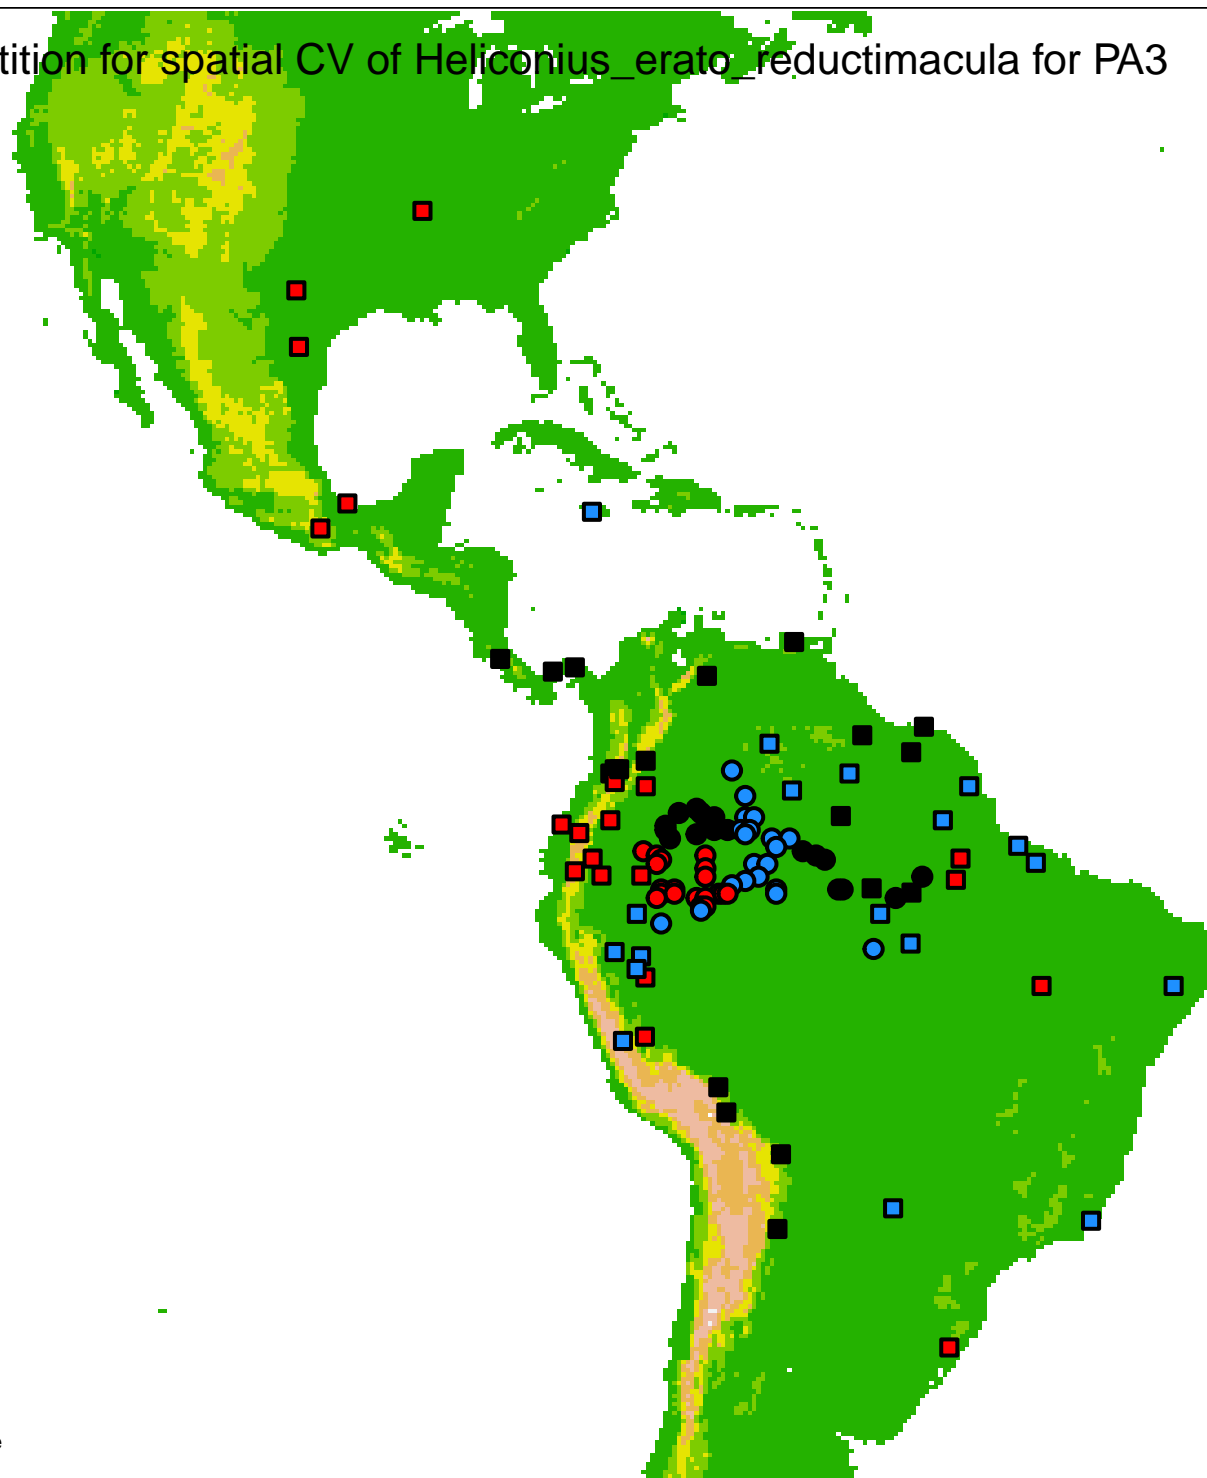 tition for spatial CV of Heliconius_erato_reductimacula for PA3